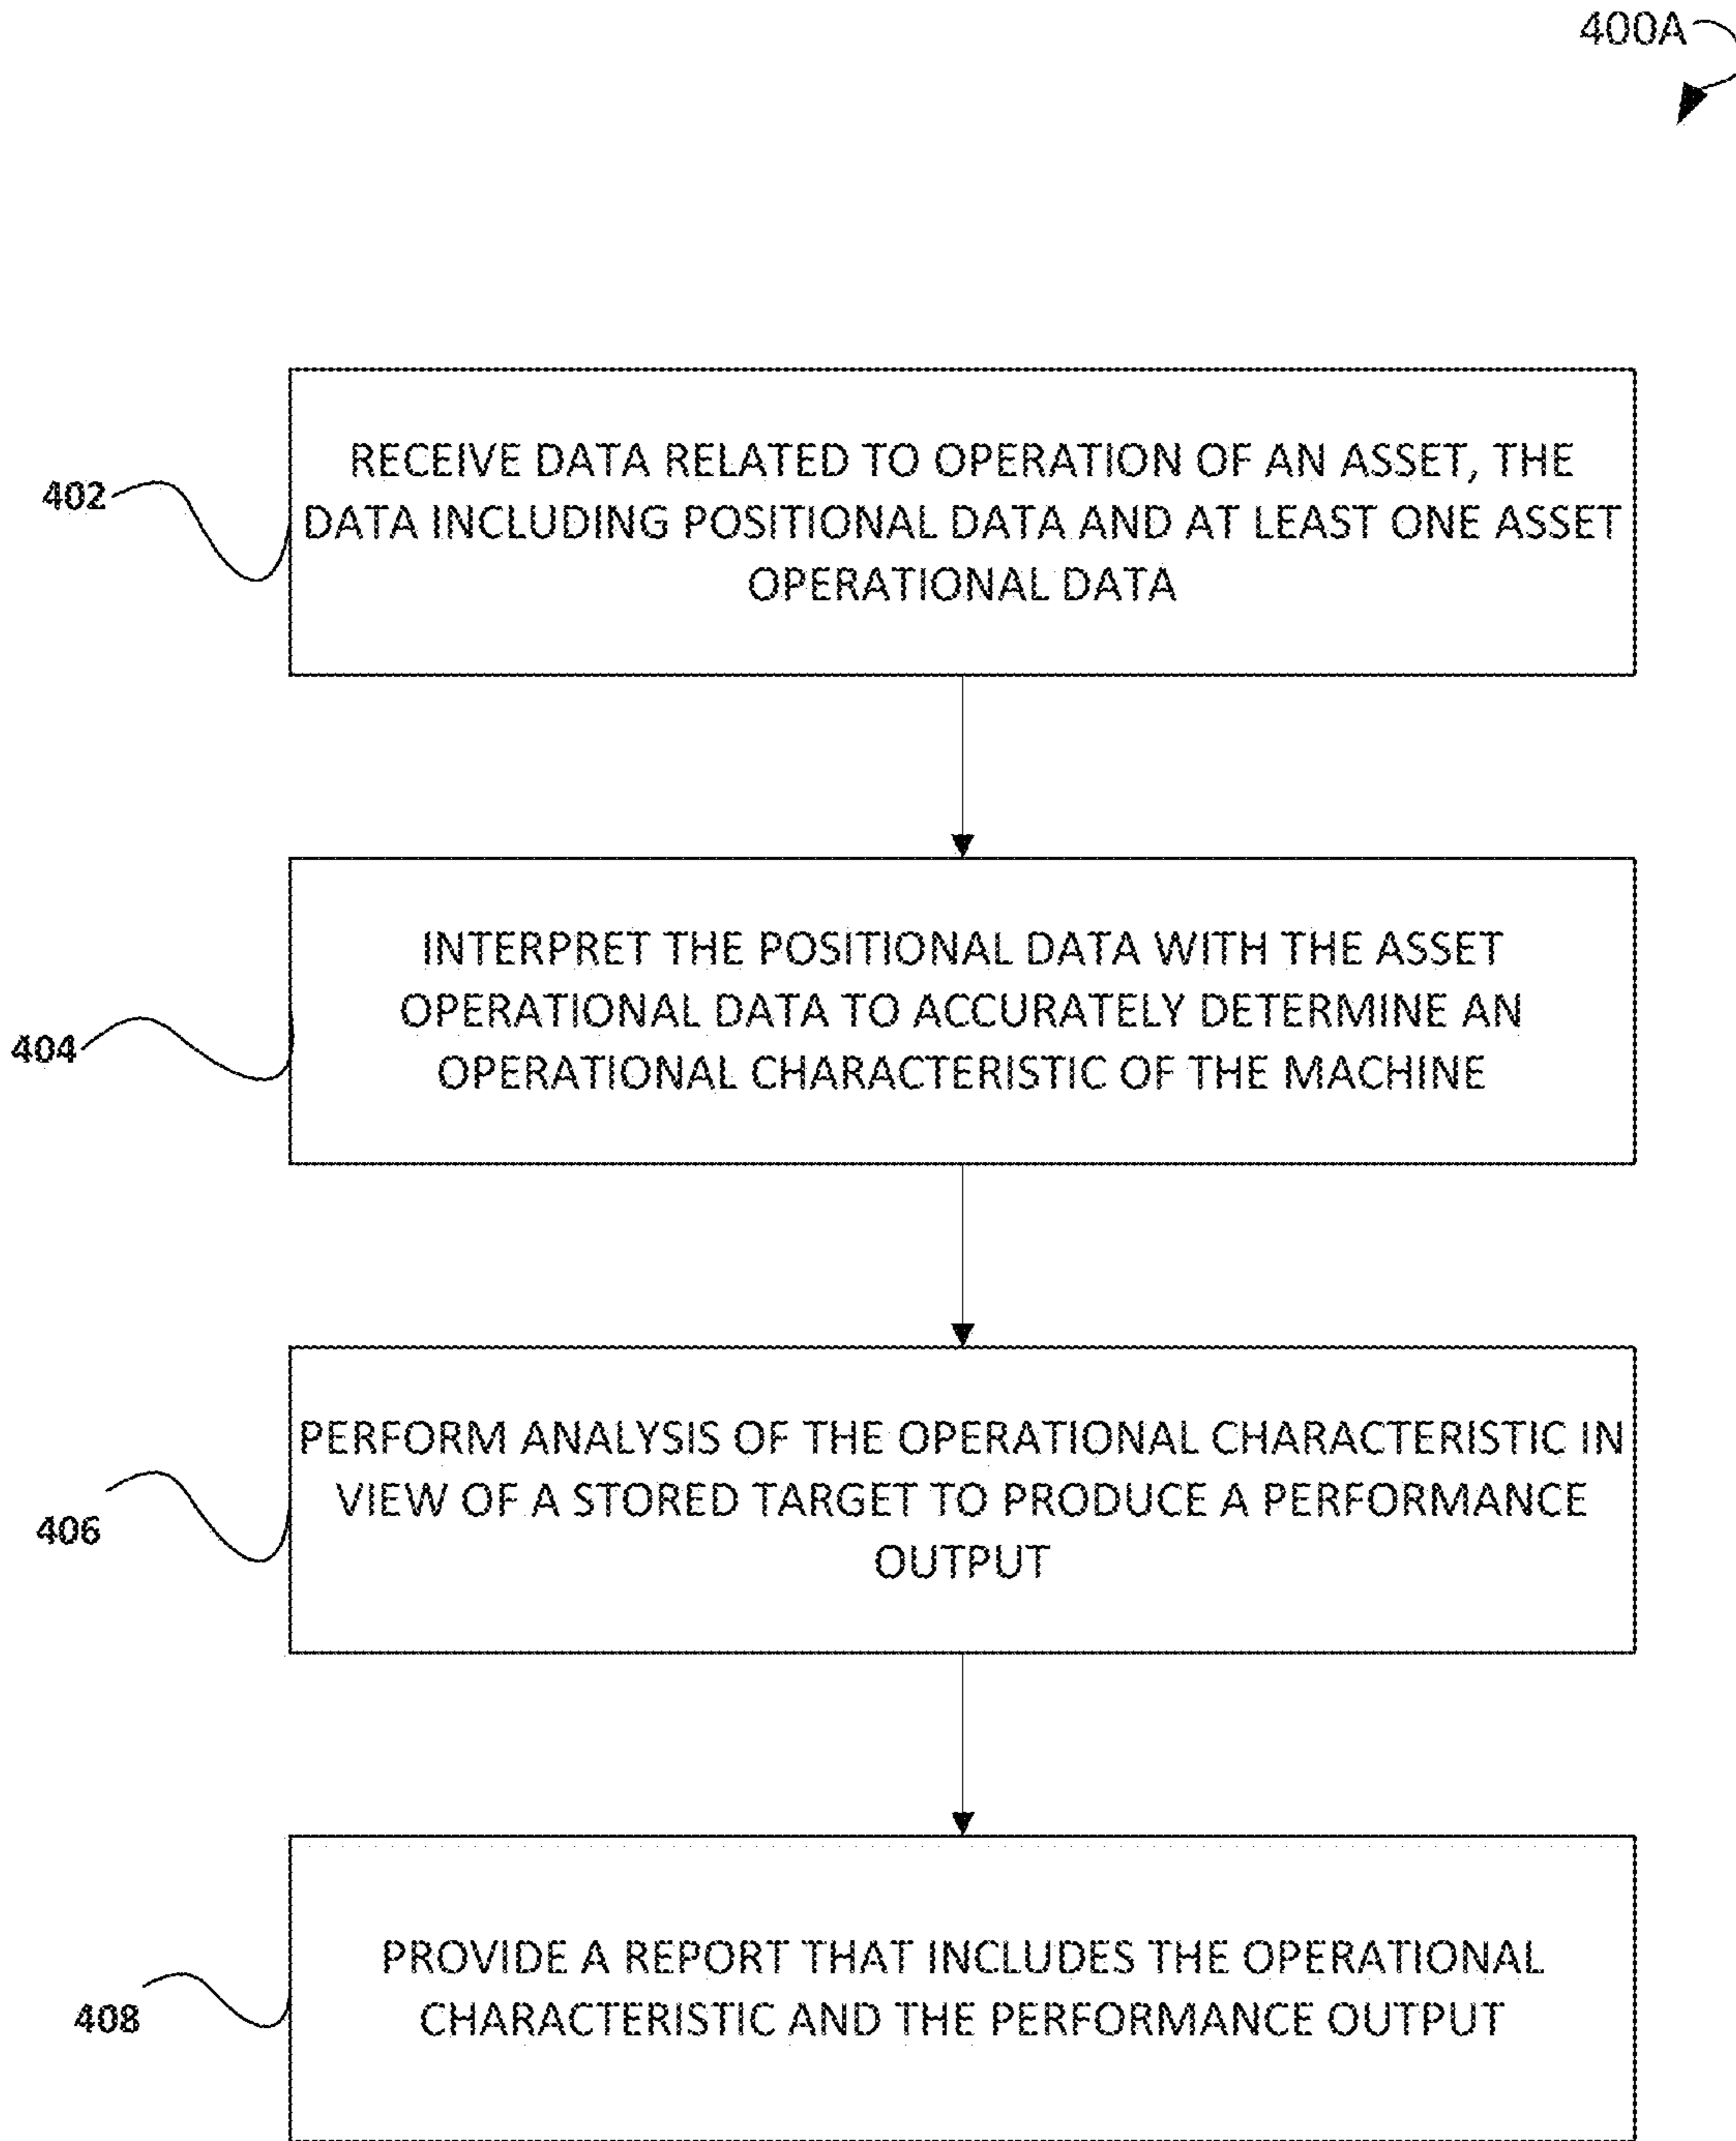 400A
402
RECEIVE DATA RELATED TO OPERATION OF AN ASSET, THE
DATA INCLUDING POSITIONAL DATA AND AT LEAST ONE ASSET
OPERATIONAL DATA
404
INTERPRET THE POSITIONAL DATA WITH THE ASSET
OPERATIONAL DATA TO ACCURATELY DETERMINE AN
OPERATIONAL CHARACTERISTIC OF THE MACHINE
406
PERFORM ANALYSIS OF THE OPERATIONAL CHARACTERISTIC IN
VIEW OF A STORED TARGET TO PRODUCE A PERFORMANCE
OUTPUT
408
PROVIDE A REPORT THAT INCLUDES THE OPERATIONAL
CHARACTERISTIC AND THE PERFORMANCE OUTPUT